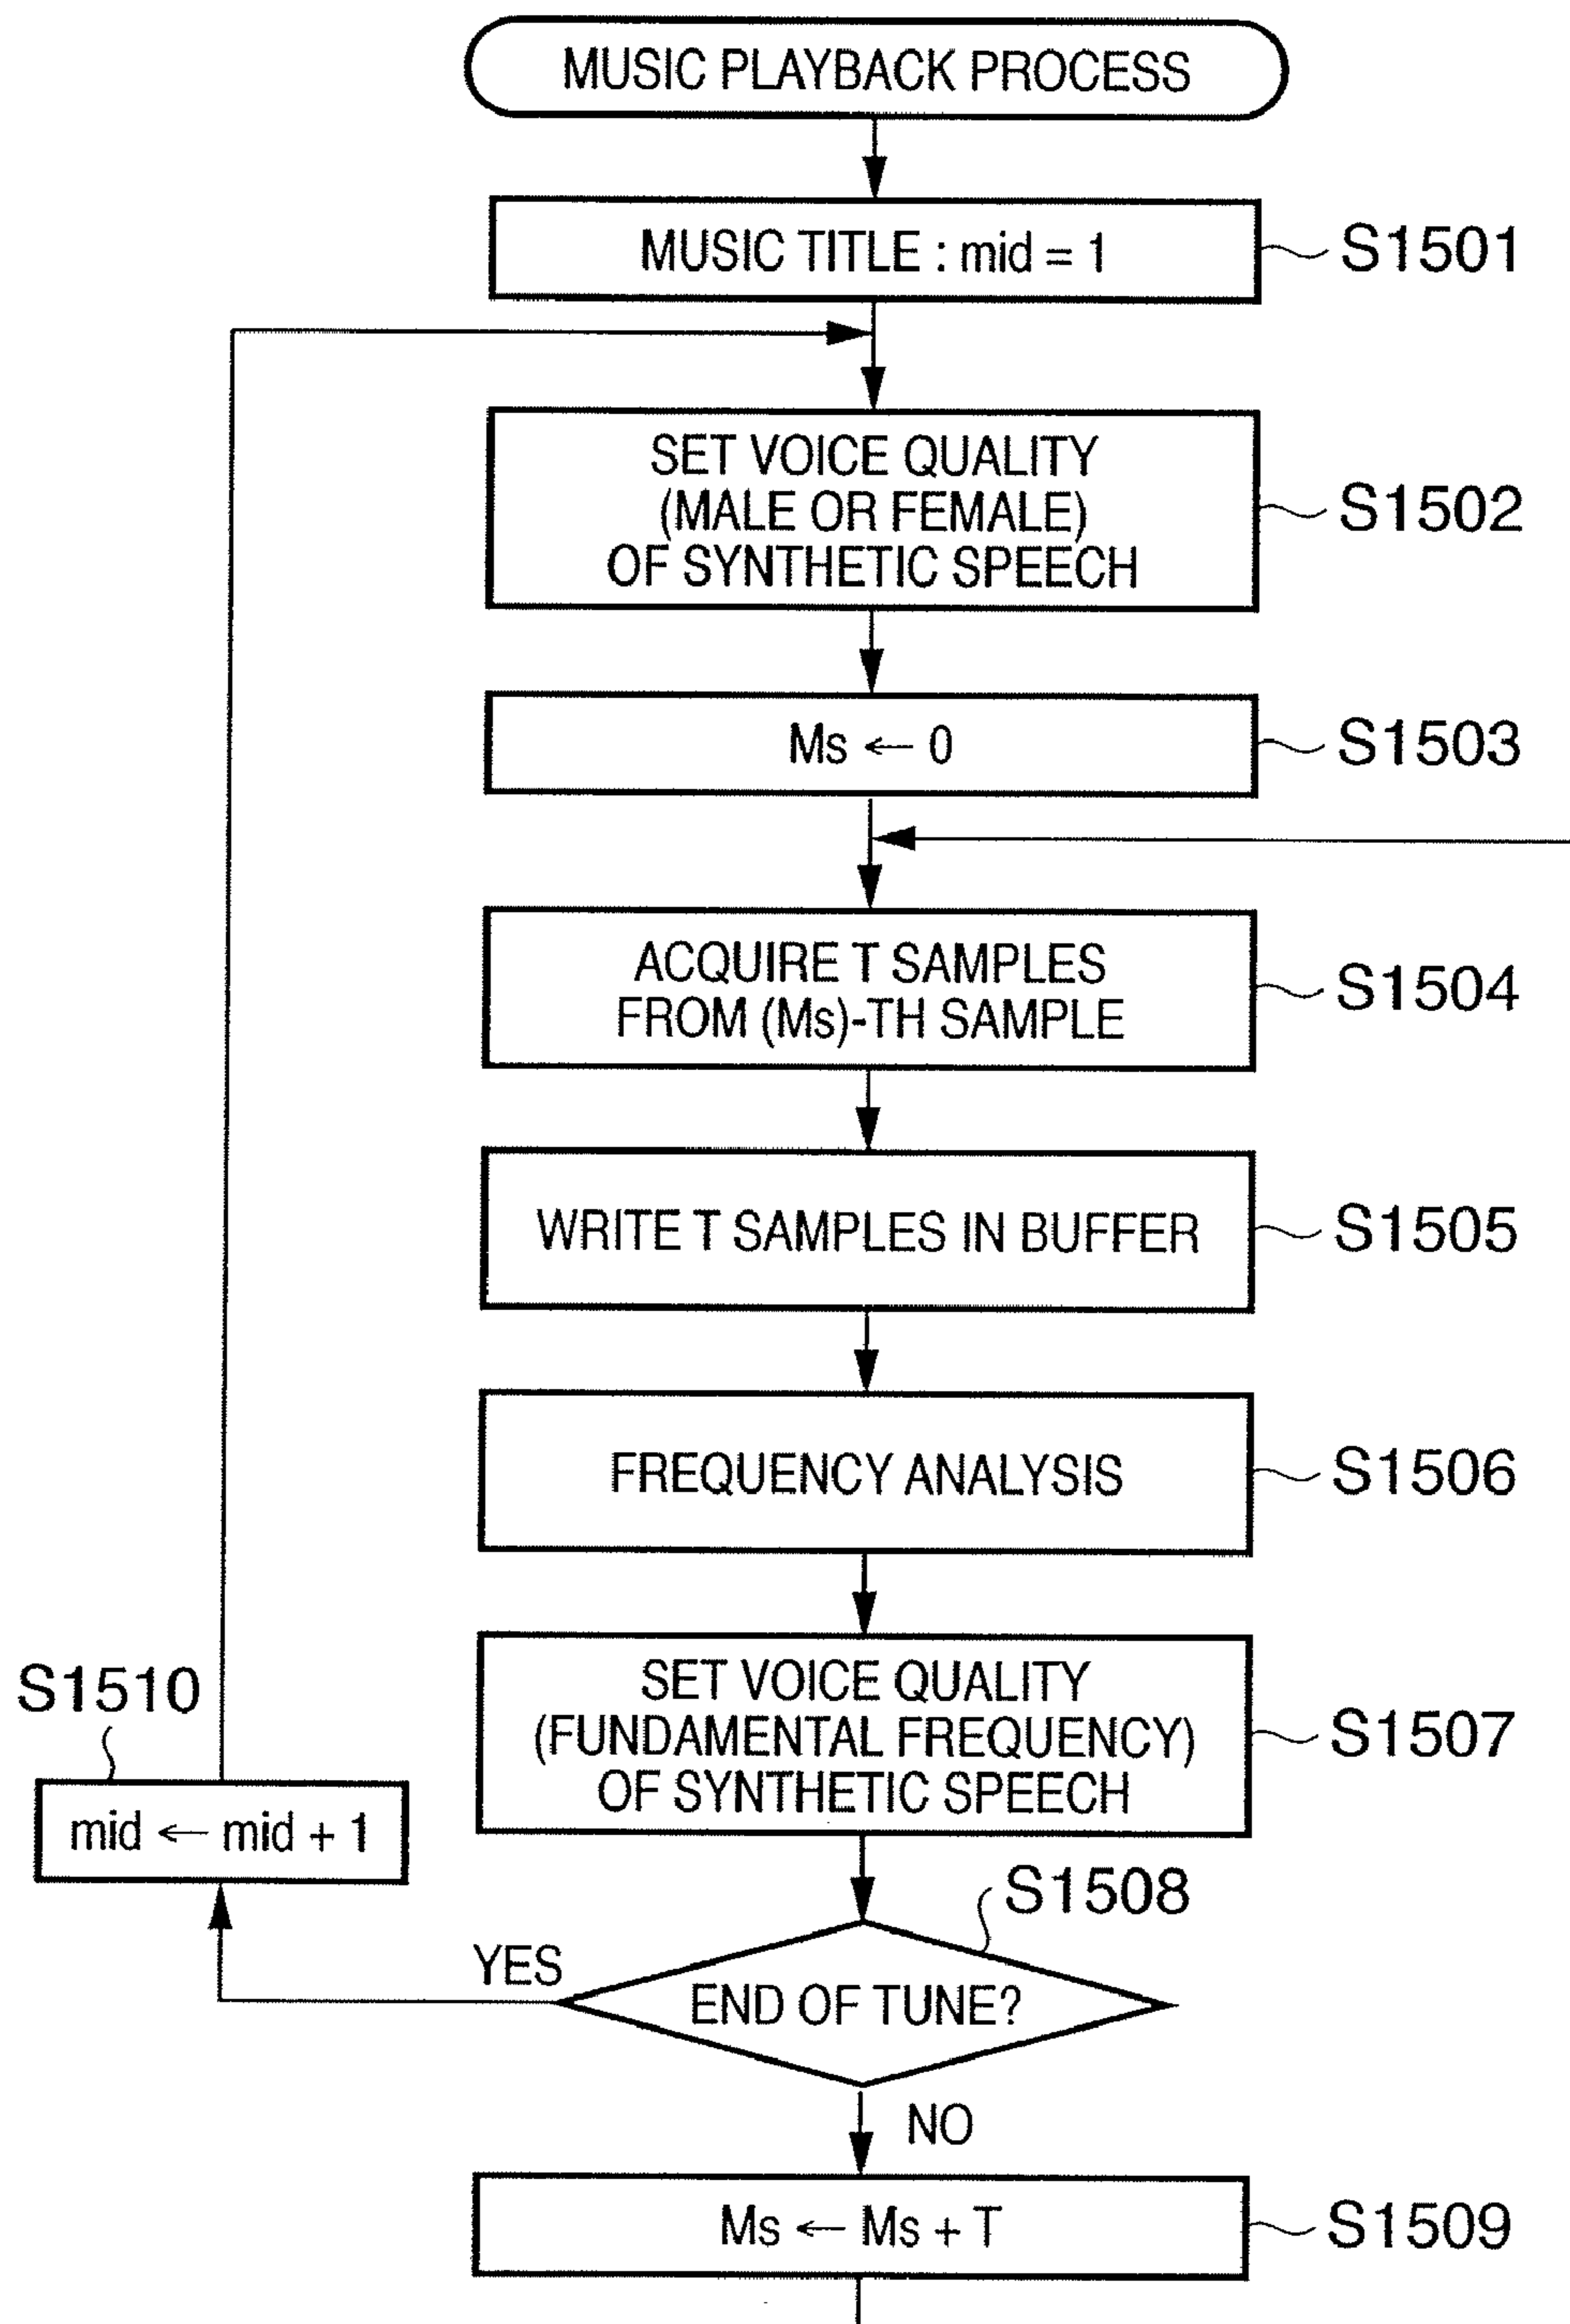 MUSIC PLAYBACK PROCESS
MUSIC TITLE : mid = 1
S1501
SET VOICE QUALITY
(MALE OR FEMALE)
OF SYNTHETIC SPEECH
S1502
Ms ← 0
S1503
ACQUIRE T SAMPLES
FROM (Ms)-TH SAMPLE
S1504
WRITE T SAMPLES IN BUFFER
S1505
FREQUENCY ANALYSIS
S1506
SET VOICE QUALITY
(FUNDAMENTAL FREQUENCY)
OF SYNTHETIC SPEECH
S1507
S1510
mid ← mid + 1
S1508
YES
END OF TUNE?
NO
Ms ← Ms + T
S1509